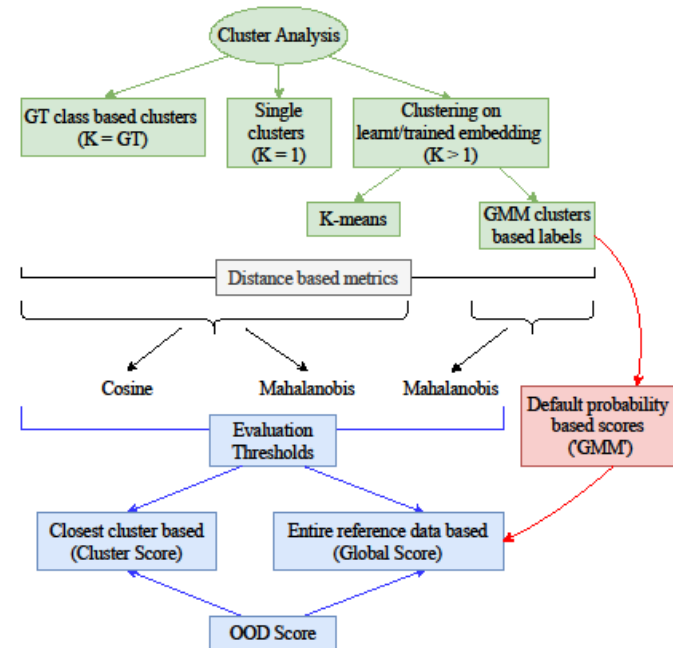 Cluster Analysis
GT class based clusters
(K = GT)
Single
clusters
(K = 1)
Clustering on
learnt/trained embedding
(K > 1)
K-means
GMM clusters
based labels
Distance based metrics
Cosine
Mahalanobis
Mahalanobis
Default probability
based scores
('GMM')
Evaluation
Thresholds
Closest cluster based
(Cluster Score)
Entire reference data based
(Global Score)
OOD Score